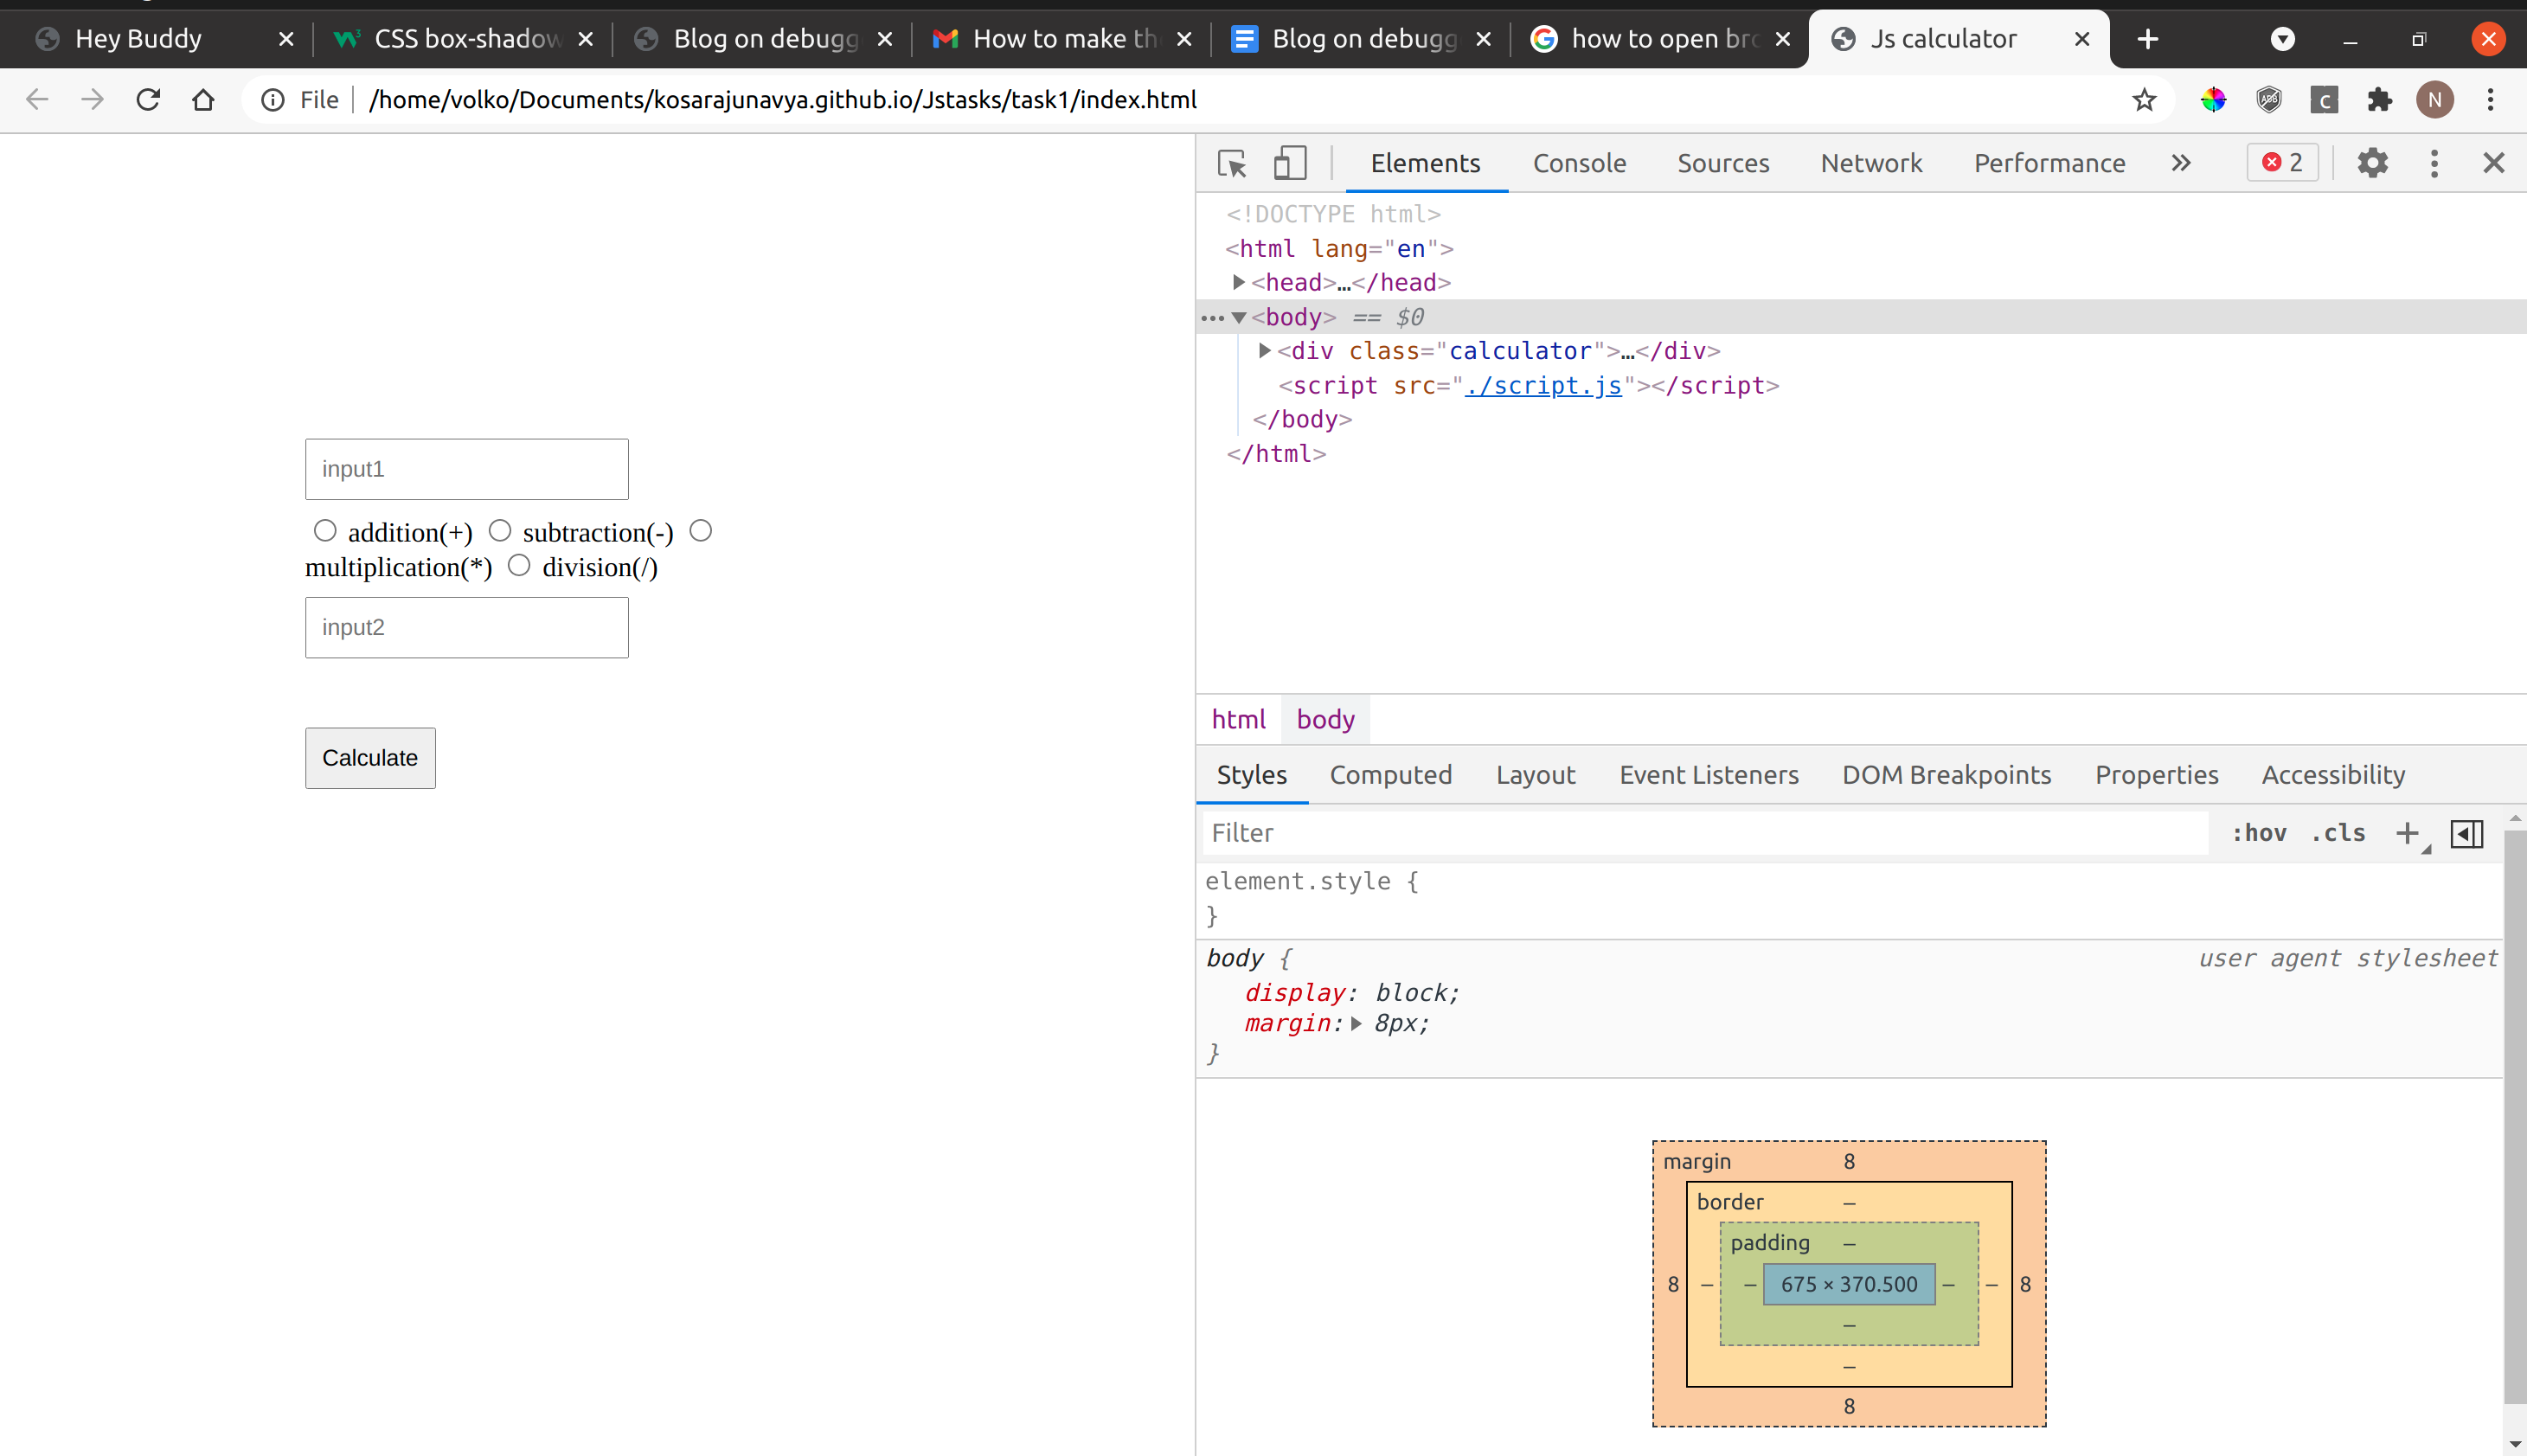 Hey Buddy
CSS box-shadow
Blog on debugg
How to make th
Blog on debugg
how to open bro
Js calculator
File
/home/volko/Documents/kosarajunavya.github.io/Jstasks/task1/index.html
ADB
C
N
Elements
Console
Sources
Network
Performance
»
2
<!DOCTYPE html>
<html lang="en">
<head>…</head>
<body> == $0
<div class="calculator">…</div>
<script src="./script.js"></script>
</body>
</html>
input1
addition(+) subtraction(-)
multiplication(*) division(/)
input2
Calculate
html body
Styles
Computed
Layout
Event Listeners
DOM Breakpoints
Properties
Accessibility
Filter
:hov .cls +
element.style {
}
body { user agent stylesheet
display: block;
margin: 8px;
}
margin 8
border –
padding –
8 – – 675 × 370.500 – – 8
–
–
8